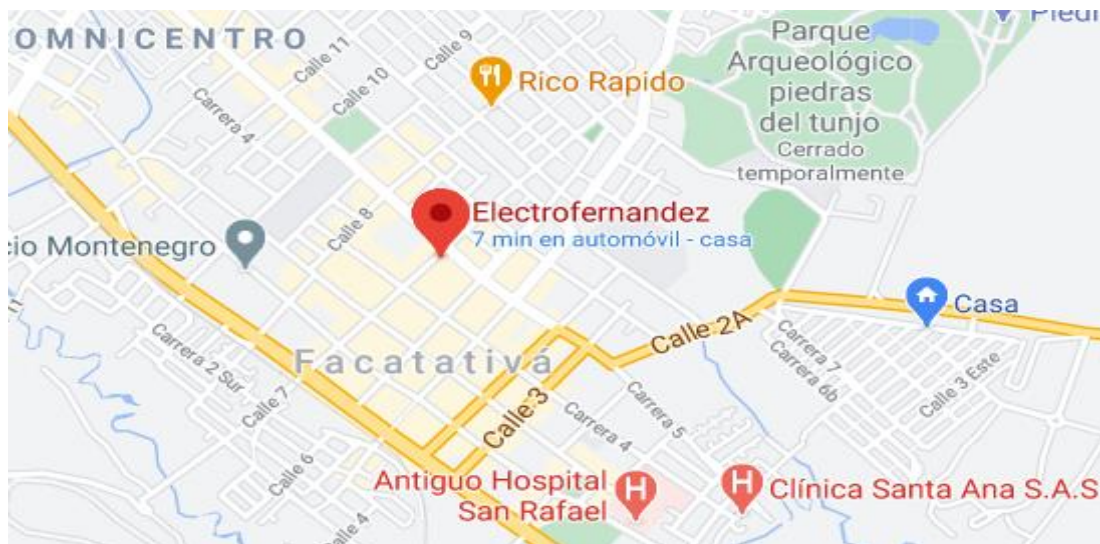 Piedr
OMNICENTRO
Calle 11
Calle 9
Calle 10
Carrera 4
Rico Rapido
Parque
Arqueológico
piedras
del tunjo
Cerrado
temporalmente
Electrofernandez
7 min en automóvil - casa
Calle 8
cio Montenegro
Casa
Calle 2A
Carrera 7
Carrera 6b
Calle 3 Este
Facatativá
Carrera 2 Sur
Calle 7
Calle 3
Carrera 4
Carrera 5
Calle 6
Calle 4
Antiguo Hospital
San Rafael
H
H
Clínica Santa Ana S.A.S